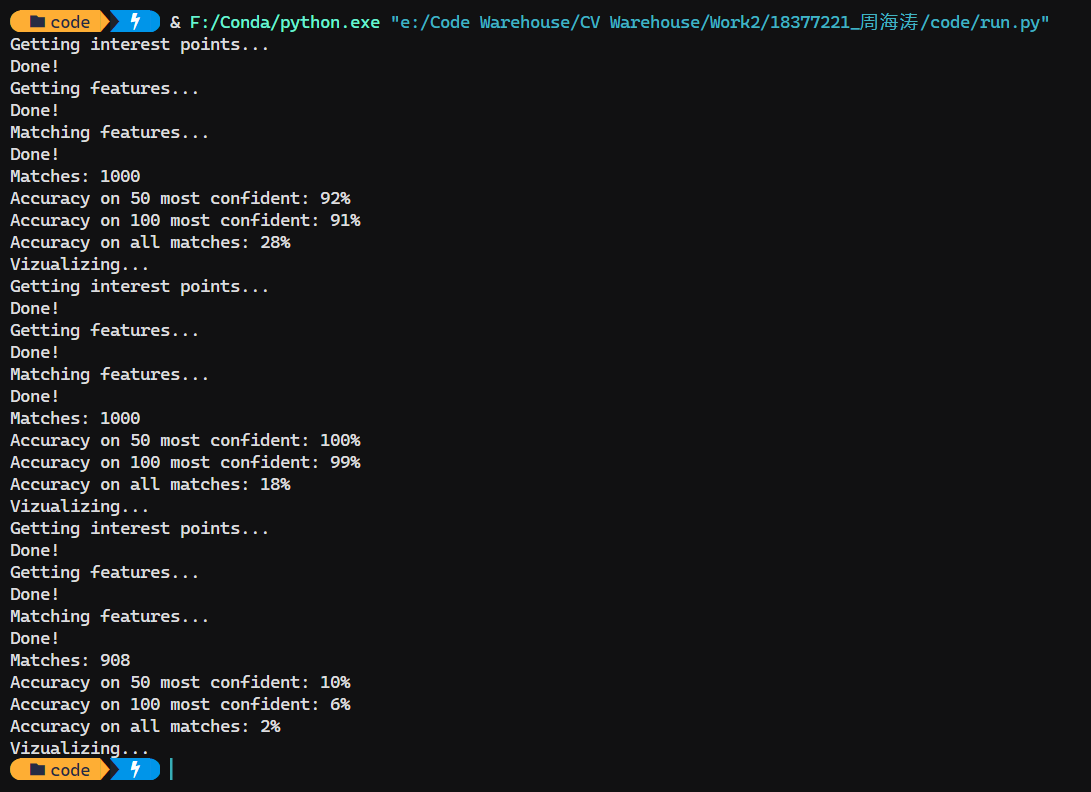 code & F:/Conda/python.exe "e:/Code Warehouse/CV Warehouse/Work2/18377221_周海涛/code/run.py"
Getting interest points...
Done!
Getting features...
Done!
Matching features...
Done!
Matches: 1000
Accuracy on 50 most confident: 92%
Accuracy on 100 most confident: 91%
Accuracy on all matches: 28%
Vizualizing...
Getting interest points...
Done!
Getting features...
Done!
Matching features...
Done!
Matches: 1000
Accuracy on 50 most confident: 100%
Accuracy on 100 most confident: 99%
Accuracy on all matches: 18%
Vizualizing...
Getting interest points...
Done!
Getting features...
Done!
Matching features...
Done!
Matches: 908
Accuracy on 50 most confident: 10%
Accuracy on 100 most confident: 6%
Accuracy on all matches: 2%
Vizualizing...
code